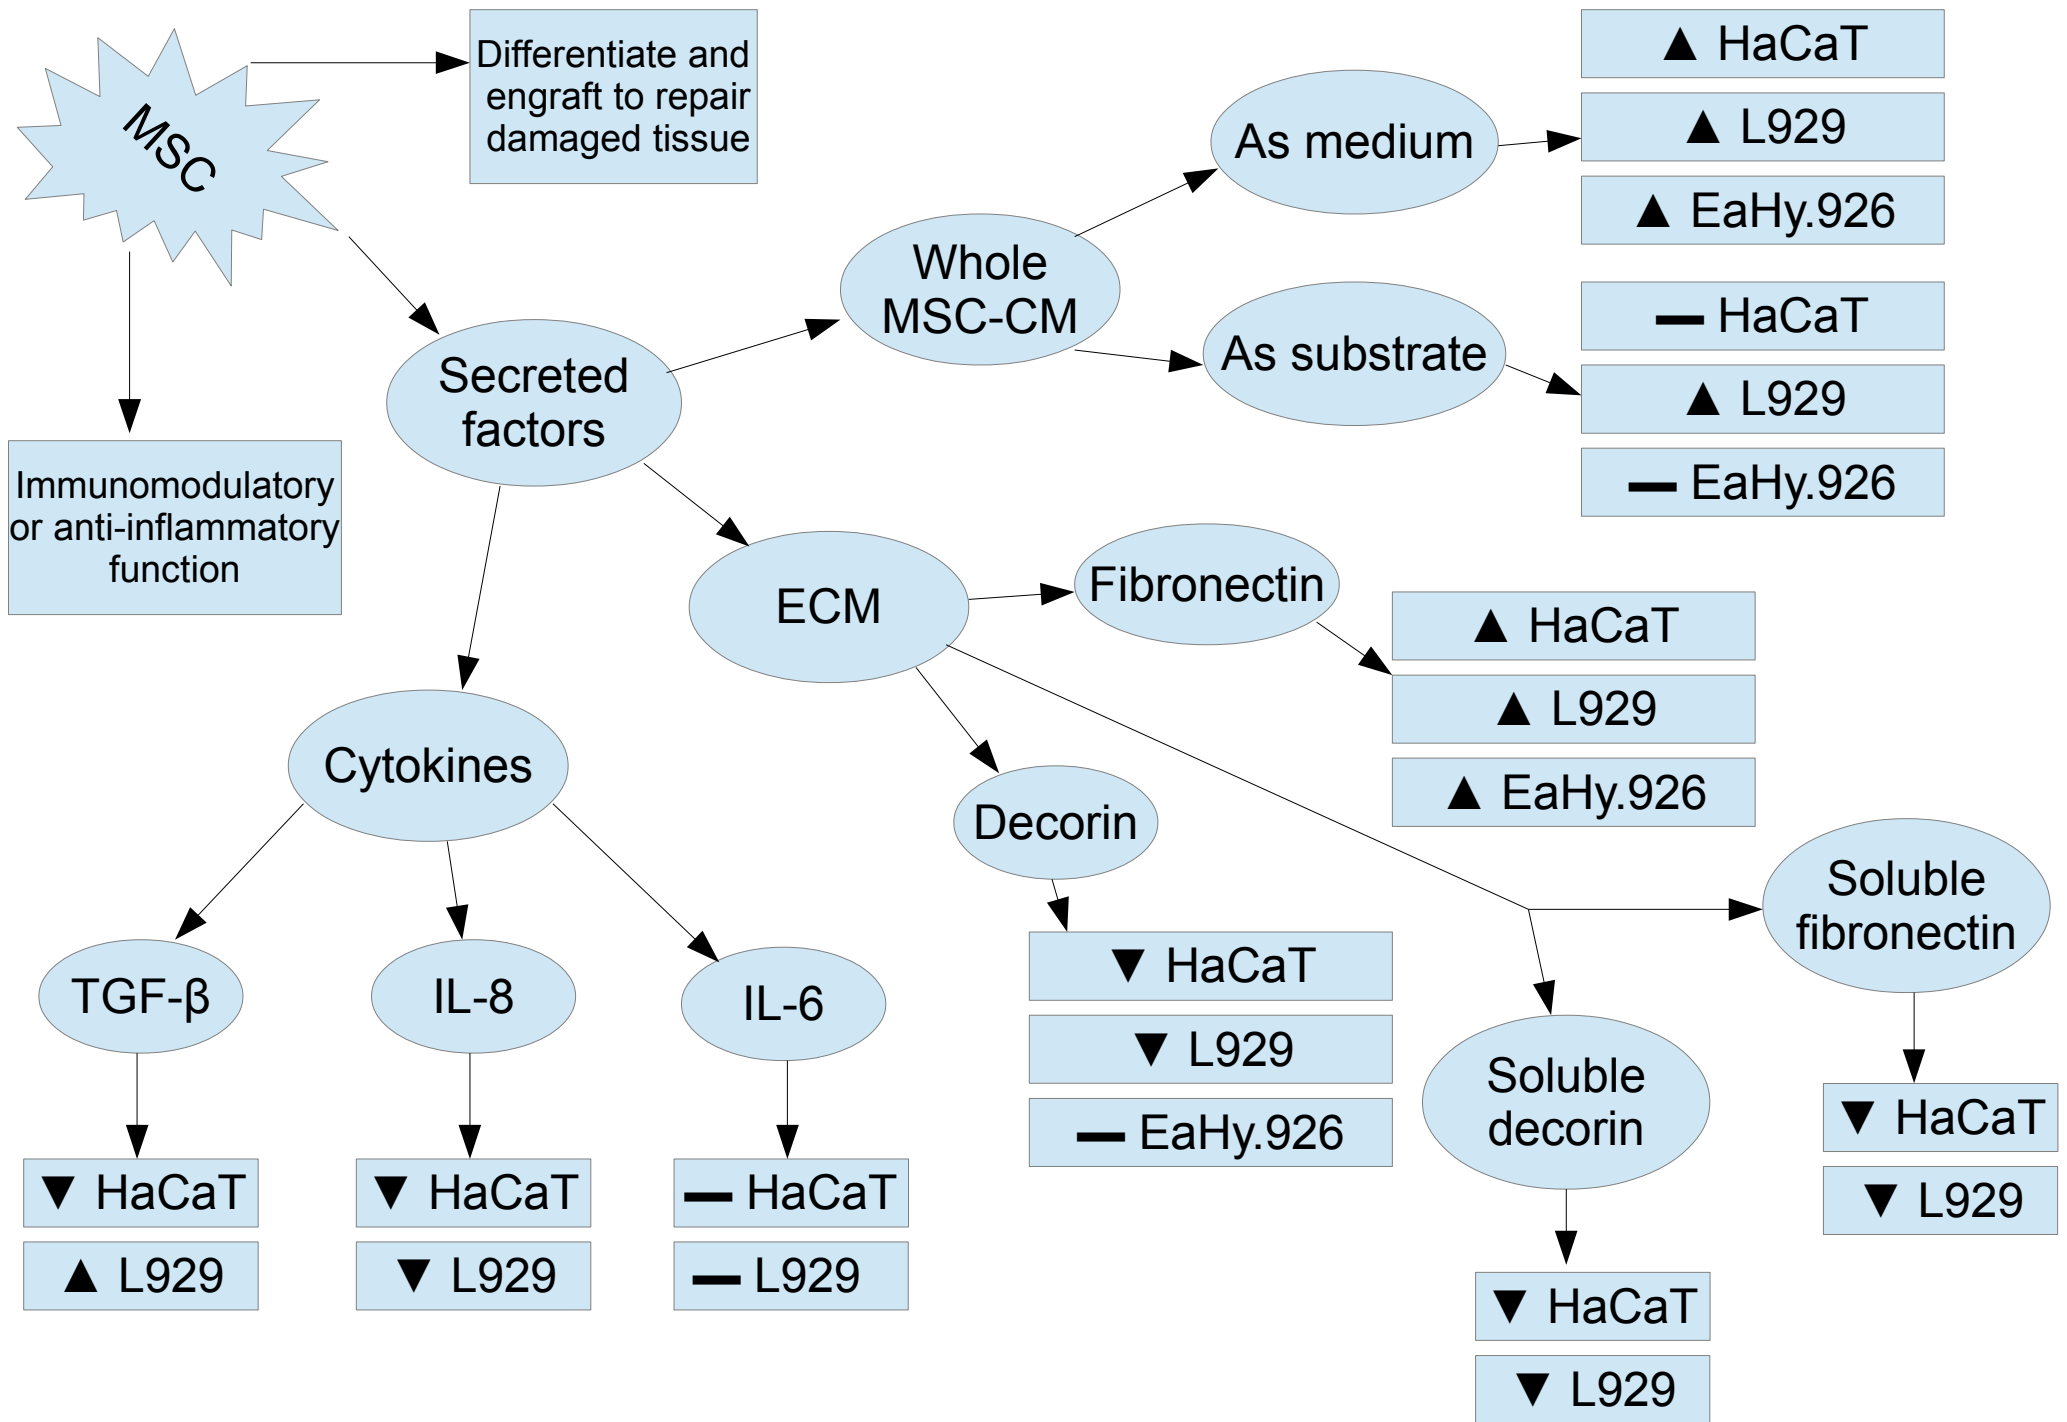 MSC
Differentiate and
engraft to repair
damaged tissue
Immunomodulatory
or anti-inflammatory
function
Secreted
factors
Whole
MSC-CM
As medium
▲ HaCaT
▲ L929
▲ EaHy.926
As substrate
▬ HaCaT
▲ L929
▬ EaHy.926
ECM
Fibronectin
▲ HaCaT
▲ L929
▲ EaHy.926
Decorin
▼ HaCaT
▼ L929
▬ EaHy.926
Soluble
fibronectin
▼ HaCaT
▼ L929
Soluble
decorin
▼ HaCaT
▼ L929
Cytokines
TGF-β
▼ HaCaT
▲ L929
IL-8
▼ HaCaT
▼ L929
IL-6
▬ HaCaT
▬ L929